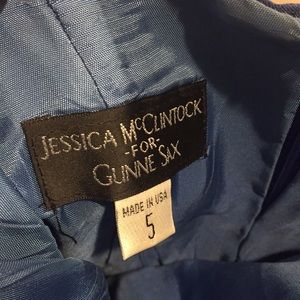 JESSICA MCCLINTOCK
-FOR-
GUNNE SAX
MADE IN USA
5